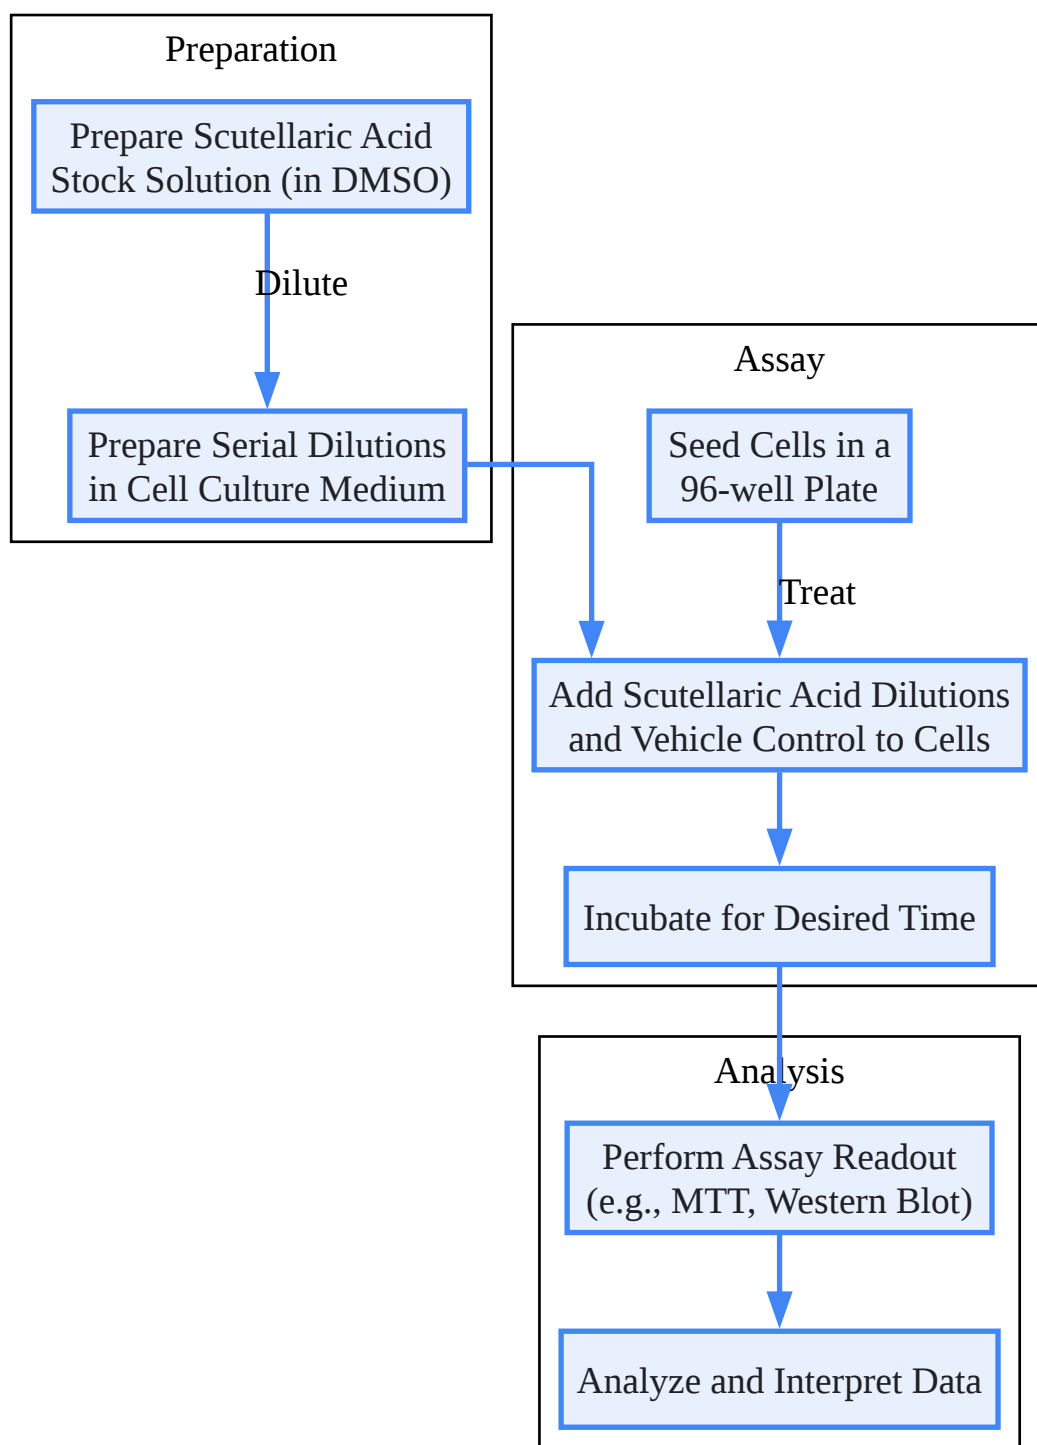 Preparation
Prepare Scutellaric Acid
Stock Solution (in DMSO)
Dilute
Prepare Serial Dilutions
in Cell Culture Medium
Assay
Seed Cells in a
96-well Plate
Treat
Add Scutellaric Acid Dilutions
and Vehicle Control to Cells
Incubate for Desired Time
Analysis
Perform Assay Readout
(e.g., MTT, Western Blot)
Analyze and Interpret Data